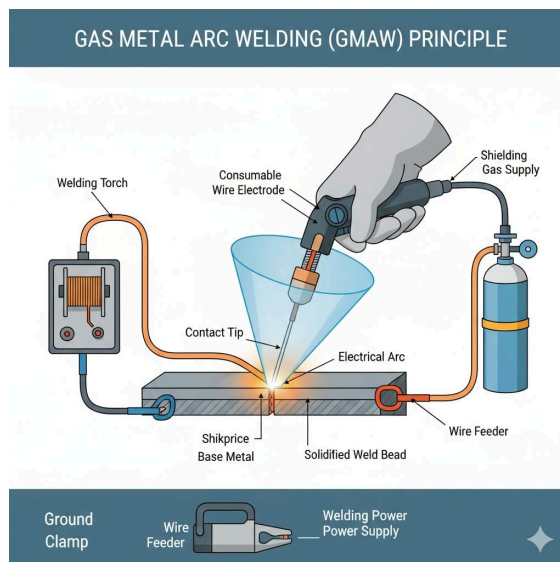 GAS METAL ARC WELDING (GMAW) PRINCIPLE
Shielding
Gas Supply
Consumable
Wire Electrode
Welding Torch
Contact Tip
Electrical Arc
Wire Feeder
Shikprice
Base Metal
Solidified Weld Bead
Ground
Clamp
Wire
Feeder
Welding Power
Power Supply